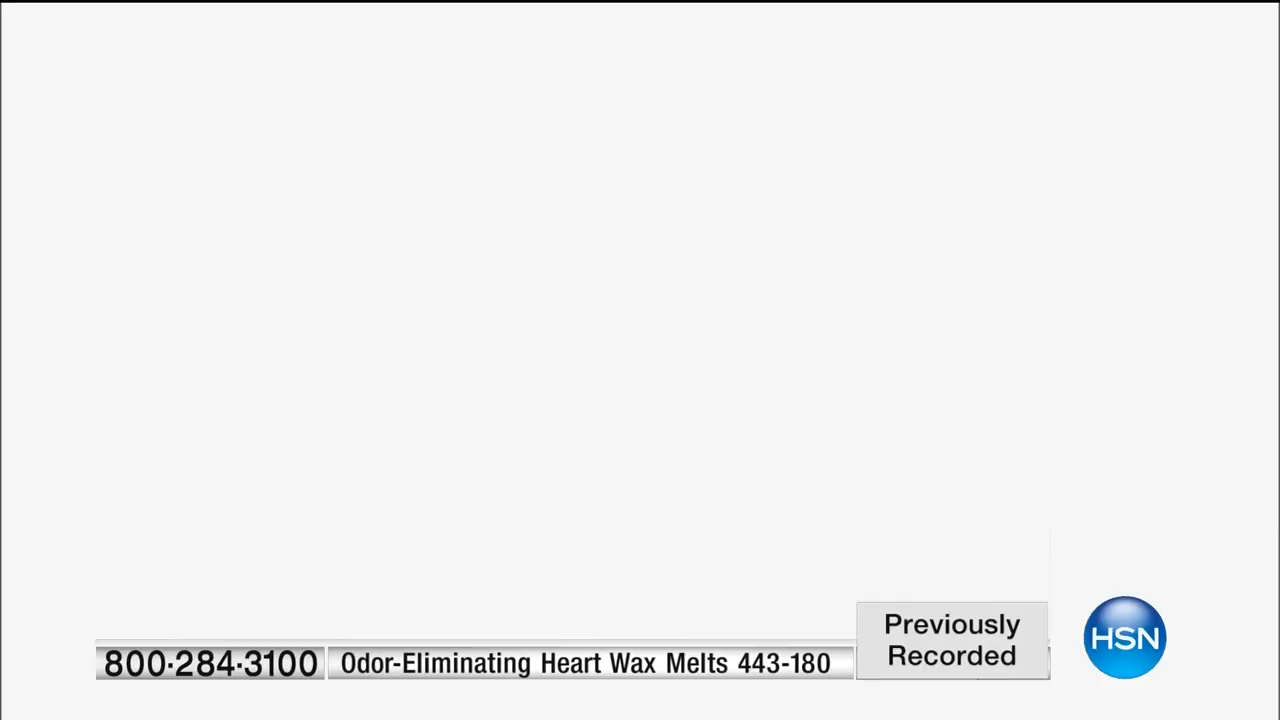 Previously
Recorded
800·284·3100 Odor-Eliminating Heart Wax Melts 443-180
HSN